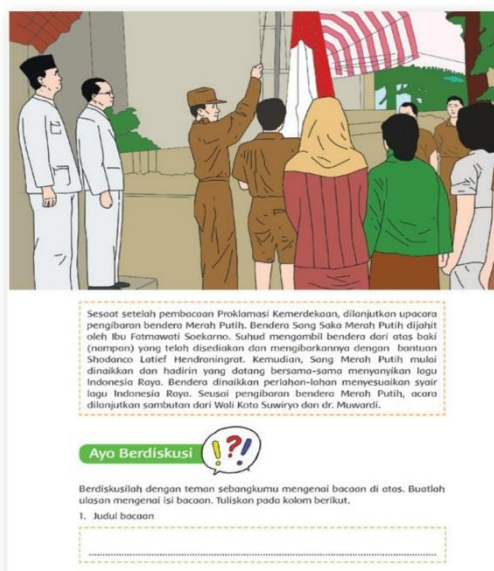 Sesaat setelah pembacaan Proklamasi Kemerdekaan, dilanjutkan upacara
pengibaran bendera Merah Putih. Bendera Sang Saka Merah Putih dijahit
oleh Ibu Fatmawati Soekarno. Suhud mengambil bendera dari atas baki
(nampan) yang telah disediakan dan mengibarkannya dengan bantuan
Shodanco Latief Hendraningrat. Kemudian, Sang Merah Putih mulai
dinaikkan dan hadirin yang datang bersama-sama menyanyikan lagu
Indonesia Raya. Bendera dinaikkan perlahan-lahan menyesuaikan syair
lagu Indonesia Raya. Seusai pengibaran bendera Merah Putih, acara
dilanjutkan sambutan dari Wali Kota Suwiryo dan dr. Muwardi.
Ayo Berdiskusi !?!
Berdiskusilah dengan teman sebangkumu mengenai bacaan di atas. Buatlah
ulasan mengenai isi bacaan. Tuliskan pada kolom berikut.
1. Judul bacaan